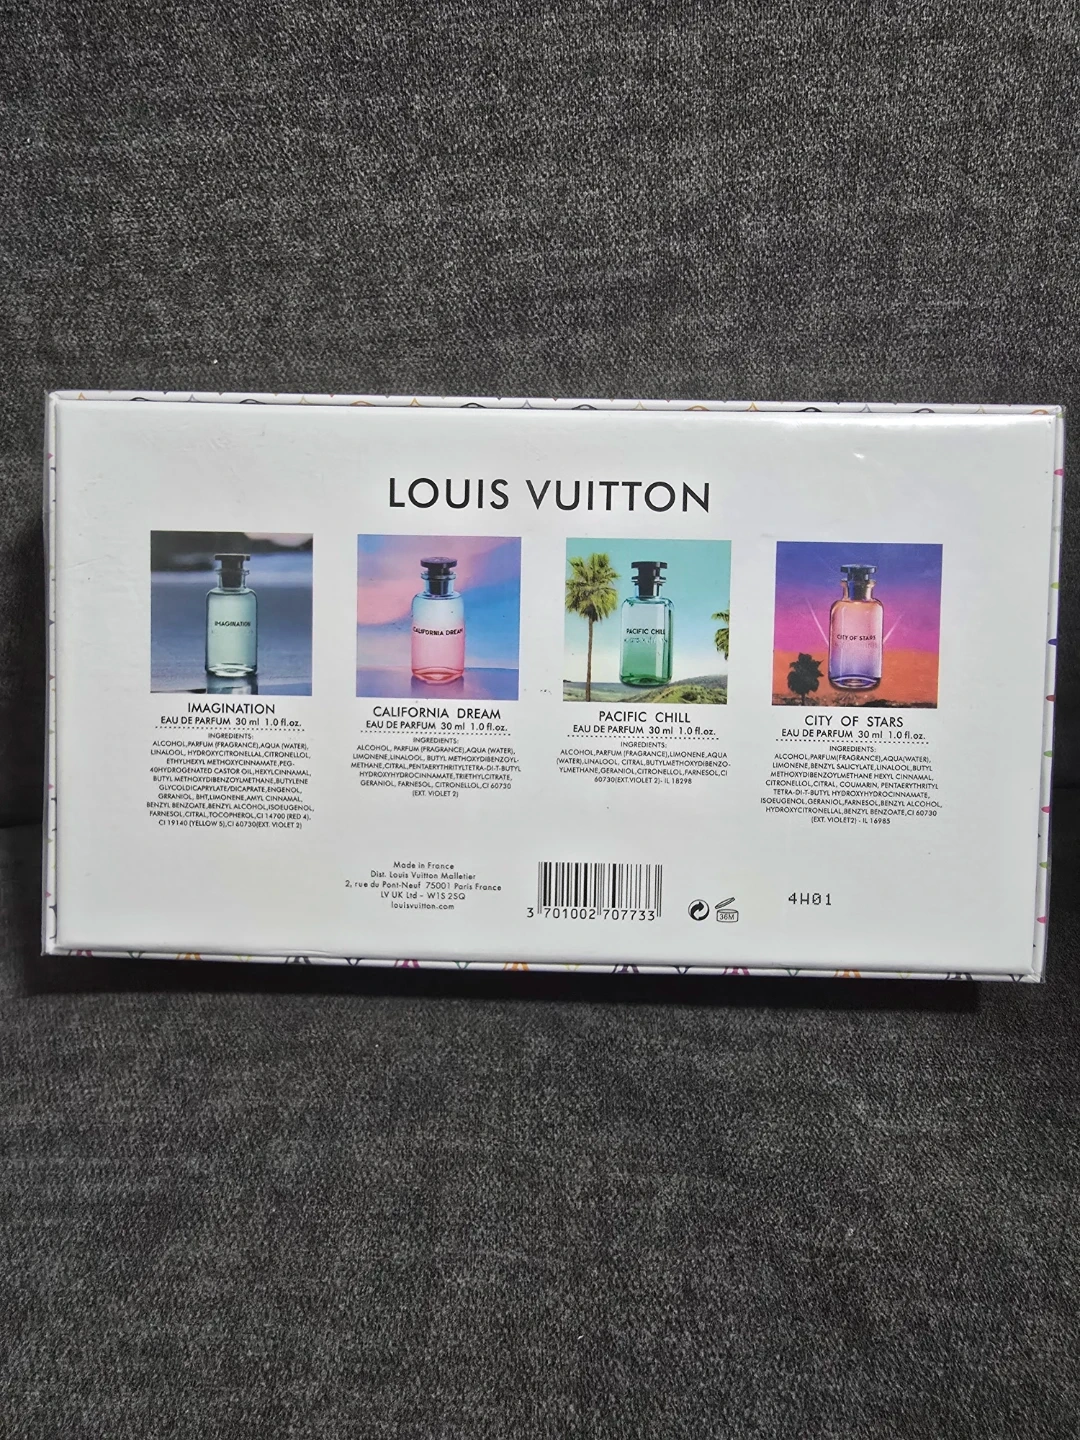 LOUIS VUITTON
IMAGINATION
CALIFORNIA DREAM
PACIFIC CHILL
CITY OF STARS
IMAGINATION
EAU DE PARFUM 30 ml 1.0 fl.oz.
INGREDIENTS:
ALCOHOL,PARFUM (FRAGRANCE),AQUA (WATER),
LINALOOL, HYDROXYCITRONELLAL,CITRONELLOL,
ETHYLHEXYL METHOXYCINNAMATE,PEG-
40HYDROGENATED CASTOR OIL,HEXYLCINNAMAL,
BUTYL METHOXYDIBENZOYLMETHANE,BUTYLENE
GLYCOLDICAPRYLATE/DICAPRATE,ENGENOL,
GERRANIOL, BHT,LIMONENE,AMYL CINNAMAL,
BENZYL BENZOATE,BENZYL ALCOHOL,ISOEUGENOL,
FARNESOL,CITRAL,TOCOPHEROL,CI 14700 (RED 4),
CI 19140 (YELLOW 5),CI 60730(EXT. VIOLET 2)
CALIFORNIA DREAM
EAU DE PARFUM 30 ml 1.0 fl.oz.
INGREDIENTS:
ALCOHOL, PARFUM (FRAGRANCE),AQUA (WATER),
LIMONENE,LINALOOL, BUTYL METHOXYDIBENZOYL-
METHANE,CITRAL,PENTAERYTHRITYLTETRA-DI-T-BUTYL
HYDROXYHYDROCINNAMATE,TRIETHYLCITRATE,
GERANIOL, FARNESOL, CITRONELLOL,CI 60730
(EXT. VIOLET 2)
PACIFIC CHILL
EAU DE PARFUM 30 ml 1.0 fl.oz.
INGREDIENTS:
ALCOHOL,PARFUM (FRAGRANCE),LIMONENE,AQUA
(WATER),LINALOOL, CITRAL,BUTYLMETHOXYDIBENZO-
YLMETHANE,GERANIOL,CITRONELLOL,FARNESOL,CI
60730(EXT.VIOLET 2)- IL 18298
CITY OF STARS
EAU DE PARFUM 30 ml 1.0 fl.oz.
INGREDIENTS:
ALCOHOL,PARFUM(FRAGRANCE),AQUA(WATER),
LIMONENE,BENZYL SALICYLATE,LINALOOL,BUTYL
METHOXYDIBENZOYLMETHANE HEXYL CINNAMAL,
CITRONELLOL,CITRAL, COUMARIN, PENTAERYTHRITYL
TETRA-DI-T-BUTYL HYDROXYHYDROCINNAMATE,
ISOEUGENOL,GERANIOL,FARNESOL,BENZYL ALCOHOL,
HYDROXYCITRONELLAL,BENZYL BENZOATE,CI 60730
(EXT. VIOLET2) - IL 16985
Made in France
Dist. Louis Vuitton Malletier
2, rue du Pont-Neuf 75001 Paris France
LV UK Ltd - W1S 2SQ
louisvuitton.com
3 701002 707733
36M
4H01